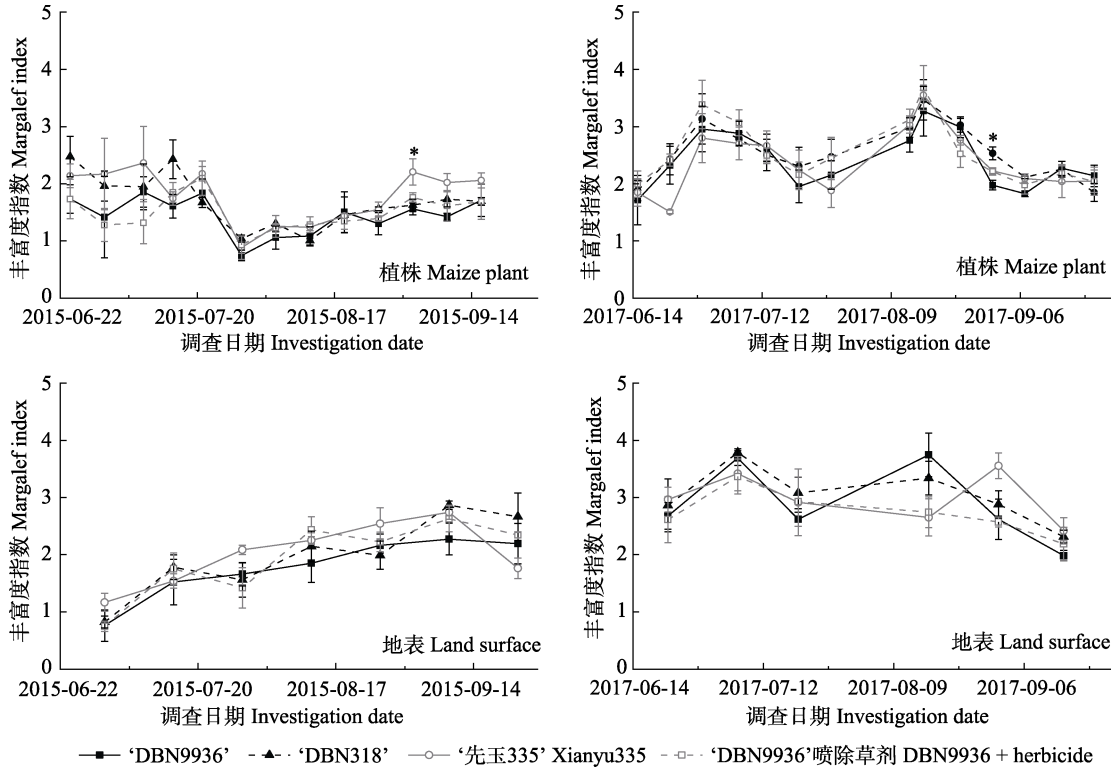 丰富度指数 Margalef index
5
4
3
2
1
0
*
植株 Maize plant
2015-06-22 2015-07-20 2015-08-17 2015-09-14
调查日期 Investigation date
丰富度指数 Margalef index
5
4
3
2
1
0
*
植株 Maize plant
2017-06-14 2017-07-12 2017-08-09 2017-09-06
调查日期 Investigation date
丰富度指数 Margalef index
5
4
3
2
1
0
地表 Land surface
2015-06-22 2015-07-20 2015-08-17 2015-09-14
调查日期 Investigation date
丰富度指数 Margalef index
5
4
3
2
1
0
地表 Land surface
2017-06-14 2017-07-12 2017-08-09 2017-09-06
调查日期 Investigation date
‘DBN9936’ ‘DBN318’ ‘先玉335’ Xianyu335 ‘DBN9936’喷除草剂 DBN9936 + herbicide